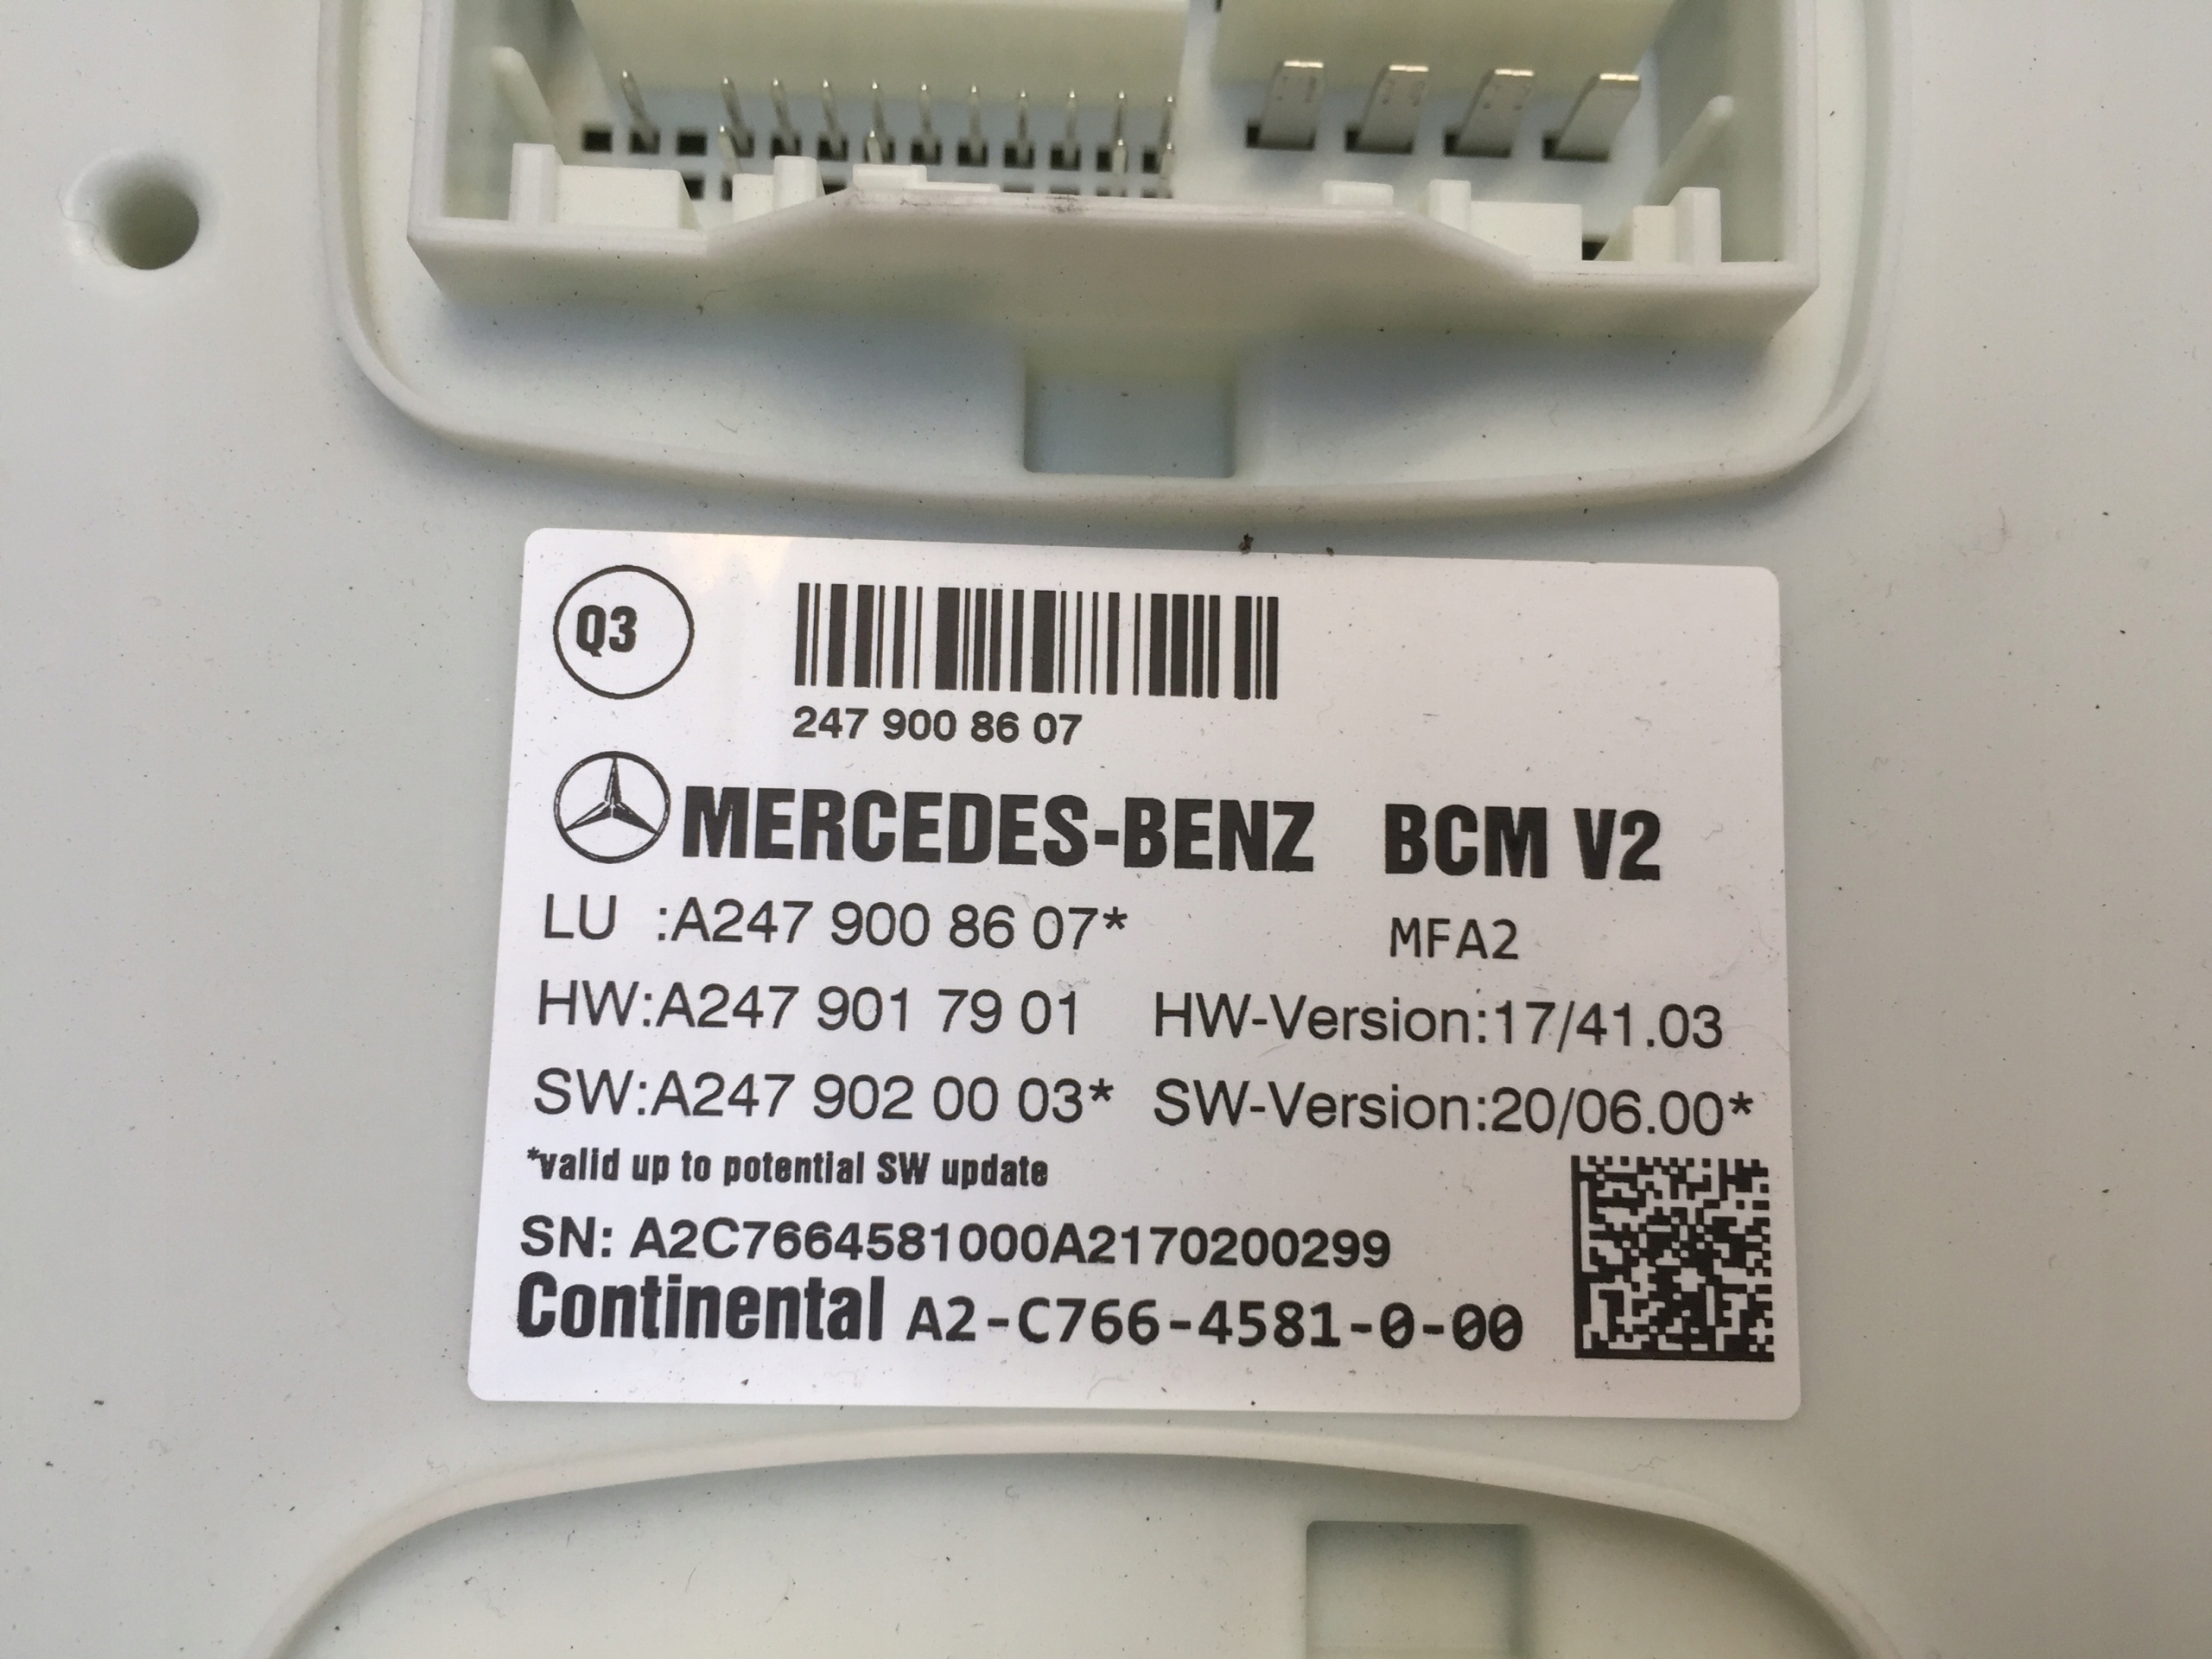 Q3
247 900 86 07
MERCEDES-BENZ BCM V2
LU :A247 900 86 07* MFA2
HW:A247 901 79 01 HW-Version:17/41.03
SW:A247 902 00 03* SW-Version:20/06.00*
*valid up to potential SW update
SN: A2C7664581000A2170200299
Continental A2-C766-4581-0-00